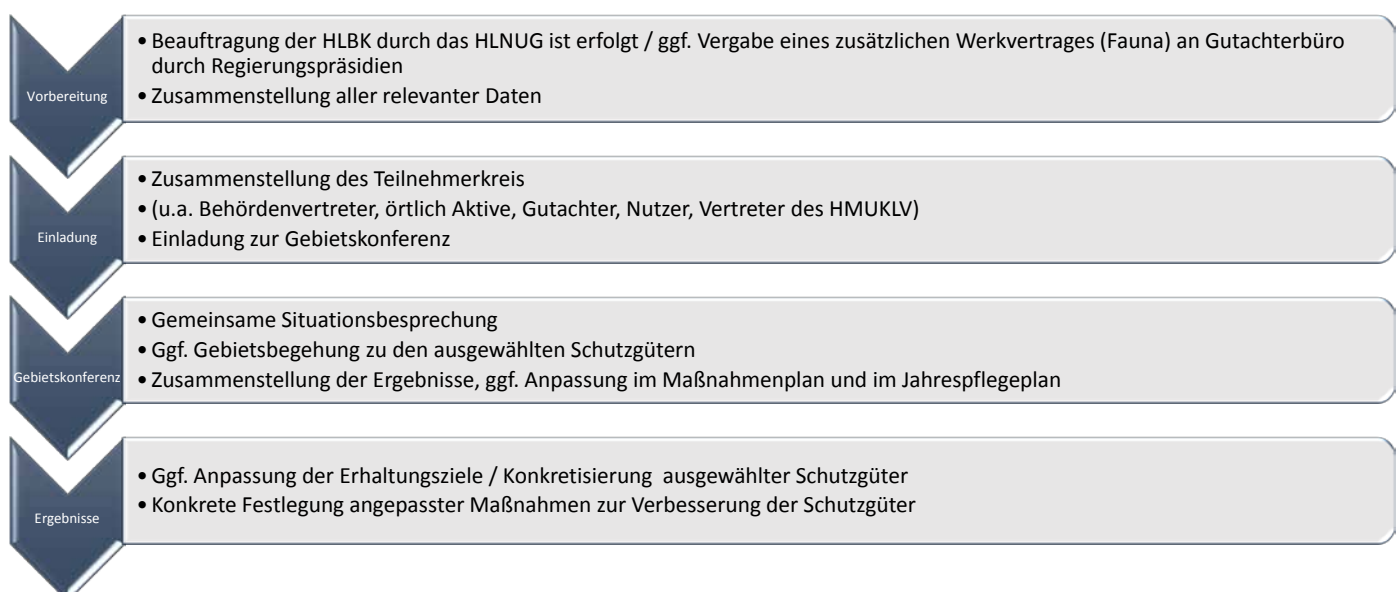 Vorbereitung
• Beauftragung der HLBK durch das HLNUG ist erfolgt / ggf. Vergabe eines zusätzlichen Werkvertrages (Fauna) an Gutachterbüro
durch Regierungspräsidien
• Zusammenstellung aller relevanter Daten
Einladung
• Zusammenstellung des Teilnehmerkreis
• (u.a. Behördenvertreter, örtlich Aktive, Gutachter, Nutzer, Vertreter des HMUKLV)
• Einladung zur Gebietskonferenz
Gebietskonferenz
• Gemeinsame Situationsbesprechung
• Ggf. Gebietsbegehung zu den ausgewählten Schutzgütern
• Zusammenstellung der Ergebnisse, ggf. Anpassung im Maßnahmenplan und im Jahrespflegeplan
Ergebnisse
• Ggf. Anpassung der Erhaltungsziele / Konkretisierung ausgewählter Schutzgüter
• Konkrete Festlegung angepasster Maßnahmen zur Verbesserung der Schutzgüter